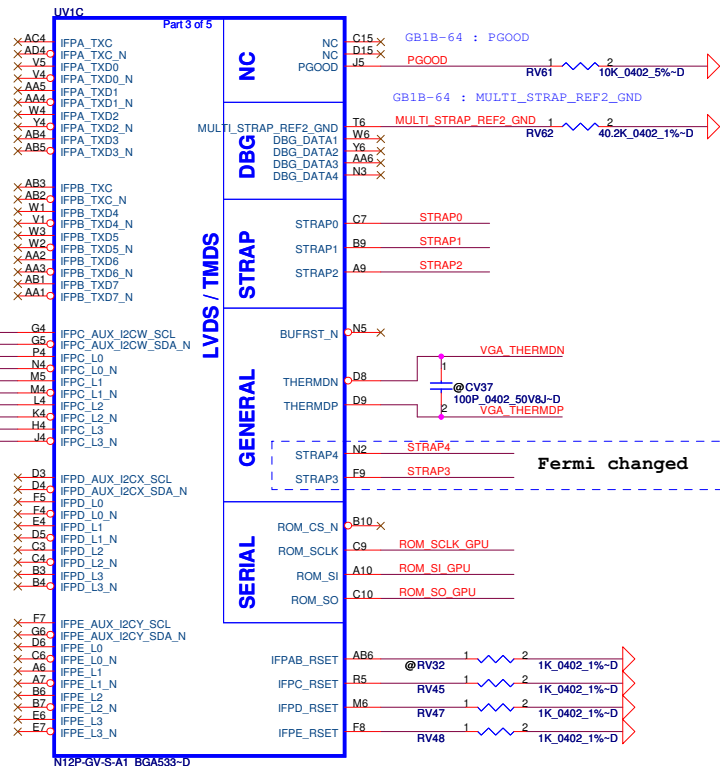 UV1C
Part 3 of 5
LVDS / TMDS
AC4 IFPA_TXC
AD4 IFPA_TXC_N
V5 IFPA_TXD0
V4 IFPA_TXD0_N
AA5 IFPA_TXD1
AA4 IFPA_TXD1_N
W4 IFPA_TXD2
Y4 IFPA_TXD2_N
AB4 IFPA_TXD3
AB5 IFPA_TXD3_N
AB3 IFPB_TXC
AB2 IFPB_TXC_N
W1 IFPB_TXD4
V1 IFPB_TXD4_N
W3 IFPB_TXD5
W2 IFPB_TXD5_N
AA2 IFPB_TXD6
AA3 IFPB_TXD6_N
AB1 IFPB_TXD7
AA1 IFPB_TXD7_N
G4 IFPC_AUX_I2CW_SCL
G5 IFPC_AUX_I2CW_SDA_N
P4 IFPC_L0
N4 IFPC_L0_N
M5 IFPC_L1
M4 IFPC_L1_N
L4 IFPC_L2
K4 IFPC_L2_N
H4 IFPC_L3
J4 IFPC_L3_N
D3 IFPD_AUX_I2CX_SCL
D4 IFPD_AUX_I2CX_SDA_N
F5 IFPD_L0
F4 IFPD_L0_N
E4 IFPD_L1
D5 IFPD_L1_N
C3 IFPD_L2
C4 IFPD_L2_N
B3 IFPD_L3
B4 IFPD_L3_N
F7 IFPE_AUX_I2CY_SCL
G6 IFPE_AUX_I2CY_SDA_N
D6 IFPE_L0
C6 IFPE_L0_N
A6 IFPE_L1
A7 IFPE_L1_N
B6 IFPE_L2
B7 IFPE_L2_N
E6 IFPE_L3
E7 IFPE_L3_N
NC
NC C15
NC D15
PGOOD J5 PGOOD
GB1B-64 : PGOOD
1 2
RV61 10K_0402_5%~D
DBG
GB1B-64 : MULTI_STRAP_REF2_GND
MULTI_STRAP_REF2_GND T6 MULTI_STRAP_REF2_GND
1 2
RV62 40.2K_0402_1%~D
DBG_DATA1 W6
DBG_DATA2 Y6
DBG_DATA3 AA6
DBG_DATA4 N3
STRAP
STRAP0 C7 STRAP0
STRAP1 B9 STRAP1
STRAP2 A9 STRAP2
GENERAL
BUFRST_N N5
THERMDN D8 VGA_THERMDN
1
@CV37
100P_0402_50V8J~D
2
THERMDP D9 VGA_THERMDP
STRAP4 N2 STRAP4
STRAP3 F9 STRAP3
Fermi changed
SERIAL
ROM_CS_N B10
ROM_SCLK C9 ROM_SCLK_GPU
ROM_SI A10 ROM_SI_GPU
ROM_SO C10 ROM_SO_GPU
IFPAB_RSET AB6 @RV32 1 2 1K_0402_1%~D
IFPC_RSET R5 RV45 1 2 1K_0402_1%~D
IFPD_RSET M6 RV47 1 2 1K_0402_1%~D
IFPE_RSET F8 RV48 1 2 1K_0402_1%~D
N12P-GV-S-A1_BGA533~D